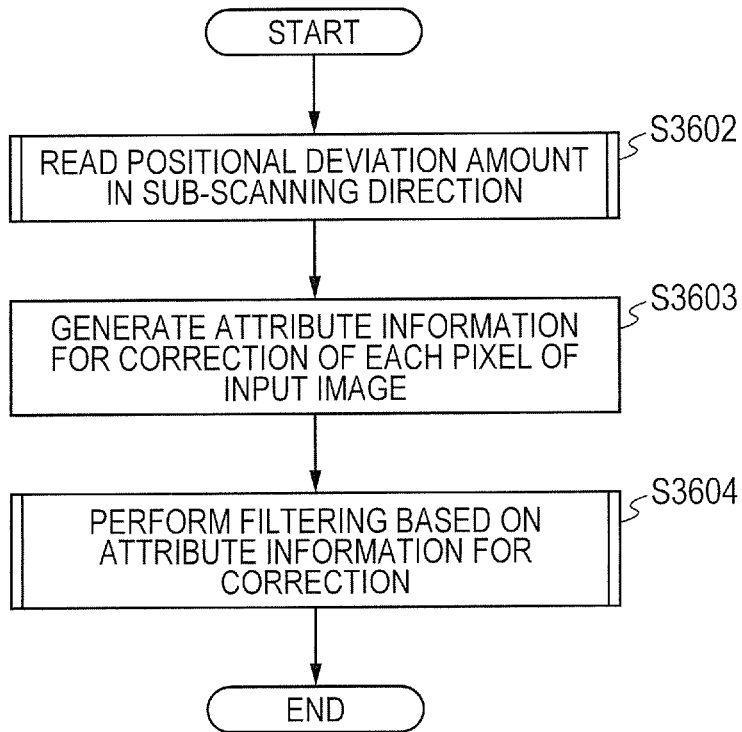 START
READ POSITIONAL DEVIATION AMOUNT
IN SUB-SCANNING DIRECTION
S3602
GENERATE ATTRIBUTE INFORMATION
FOR CORRECTION OF EACH PIXEL OF
INPUT IMAGE
S3603
PERFORM FILTERING BASED ON
ATTRIBUTE INFORMATION FOR
CORRECTION
S3604
END